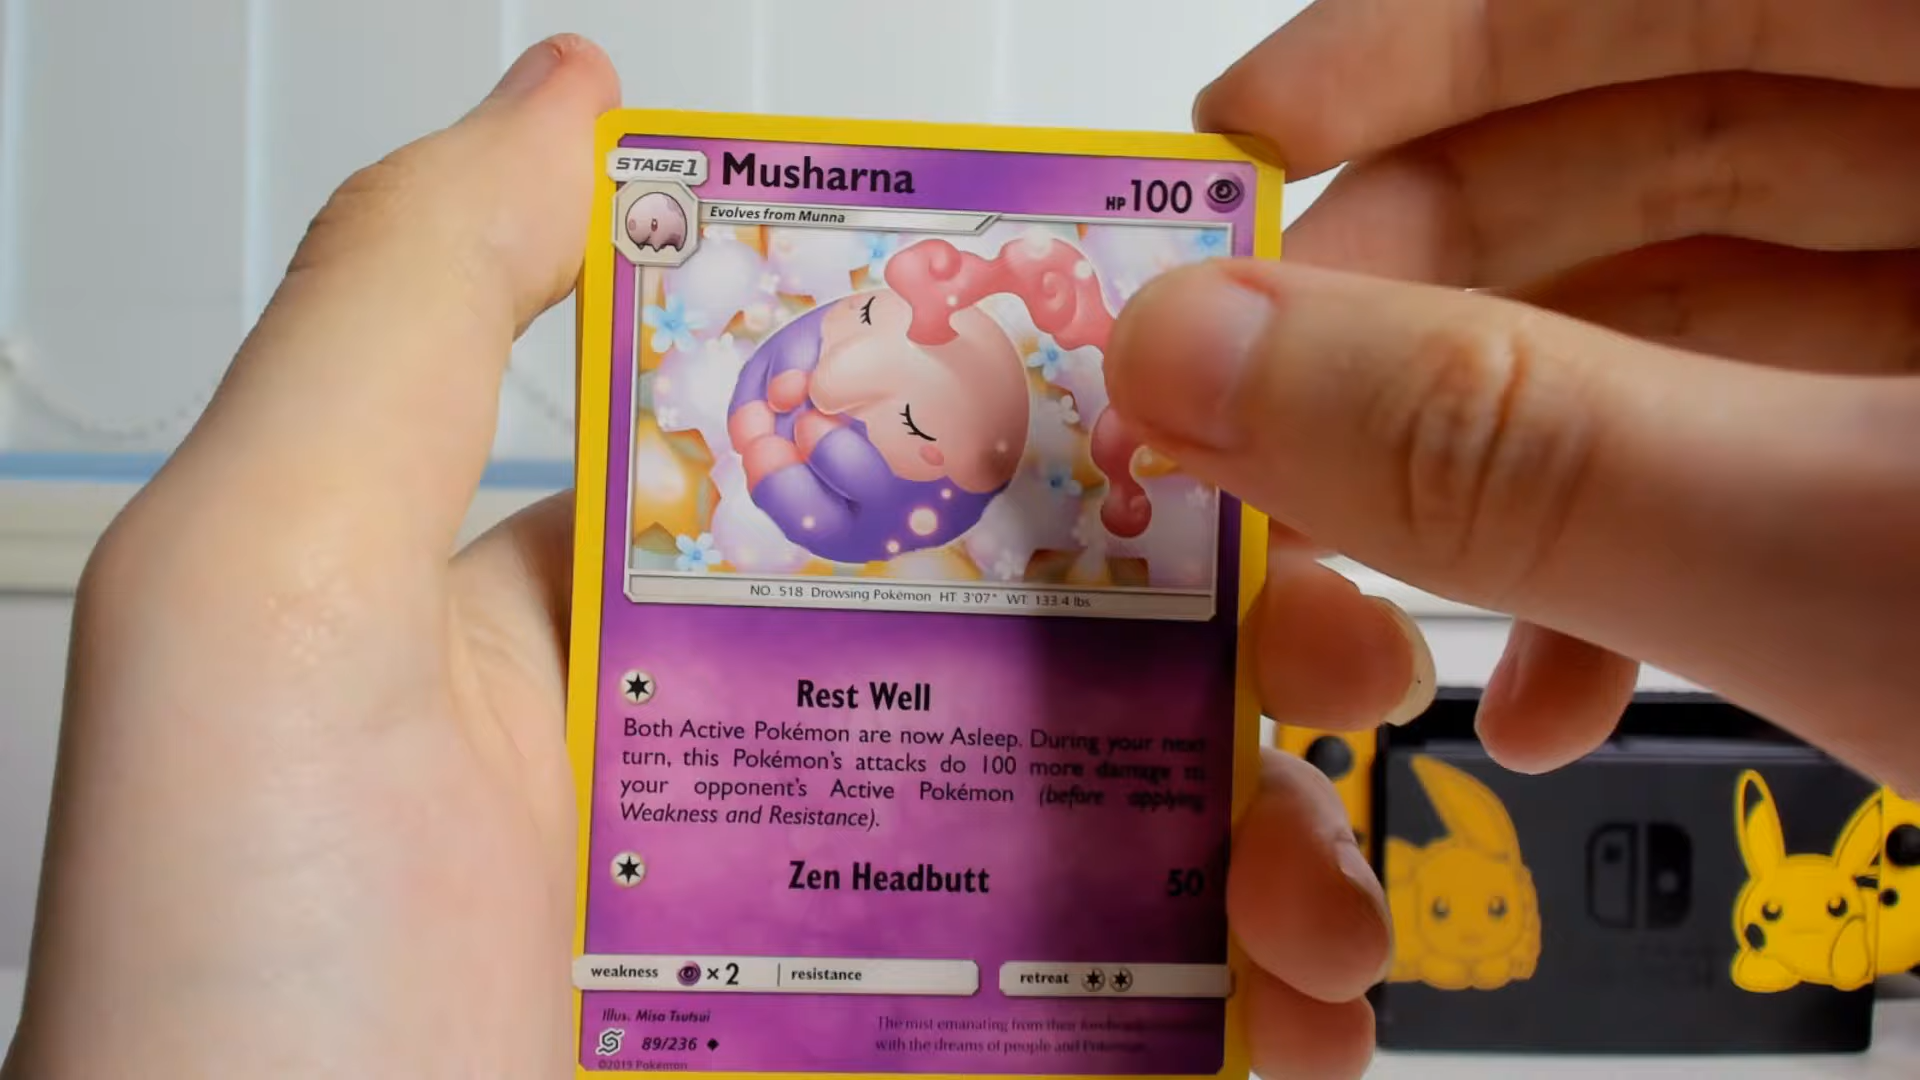 STAGE 1 Musharna HP 100
Evolves from Munna
NO. 518 Drowsing Pokémon HT 3'07" WT 133.4 lbs
Rest Well
Both Active Pokémon are now Asleep. During your next
turn, this Pokémon's attacks do 100 more damage to
your opponent's Active Pokémon (before applying
Weakness and Resistance).
Zen Headbutt 50
weakness ×2 resistance retreat
Illus. Misa Tsutsui
The mist emanating from their foreheads
89/236
with the dreams of people and Pokémon.
©2019 Pokémon